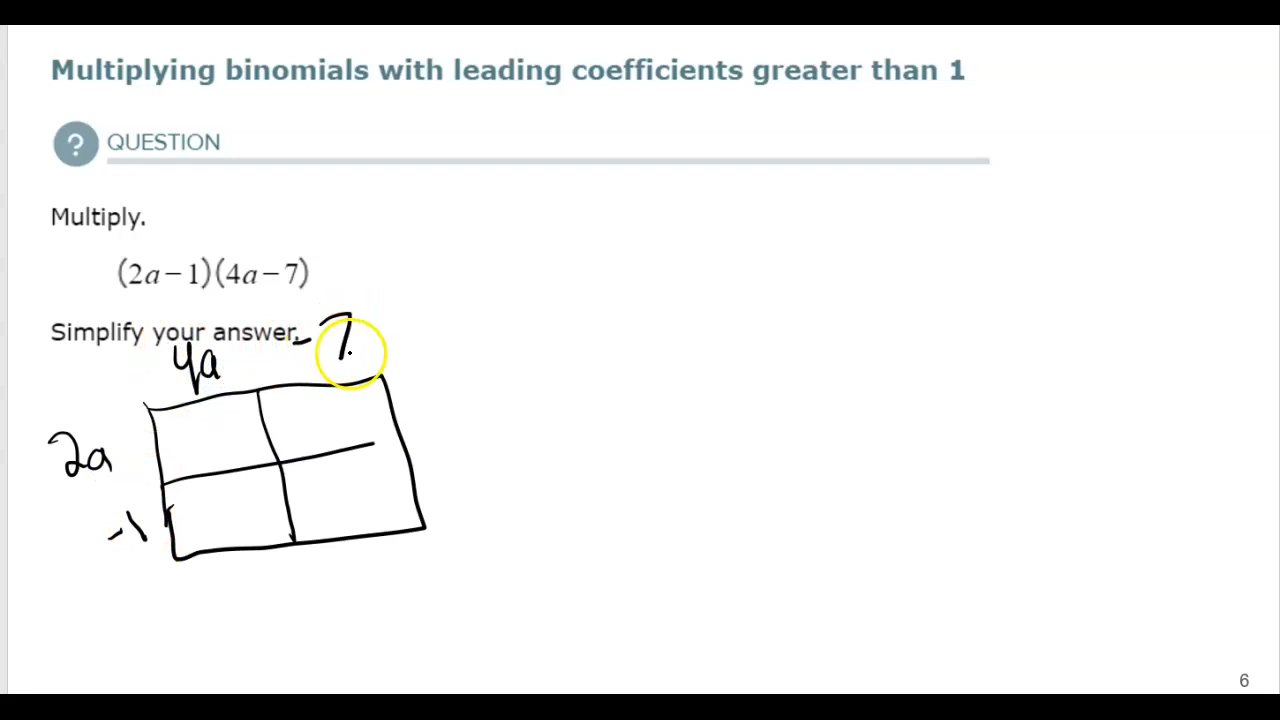 Multiplying binomials with leading coefficients greater than 1
? QUESTION
Multiply.
(2a−1)(4a−7)
Simplify your answer.
4a -7
2a
-1
6